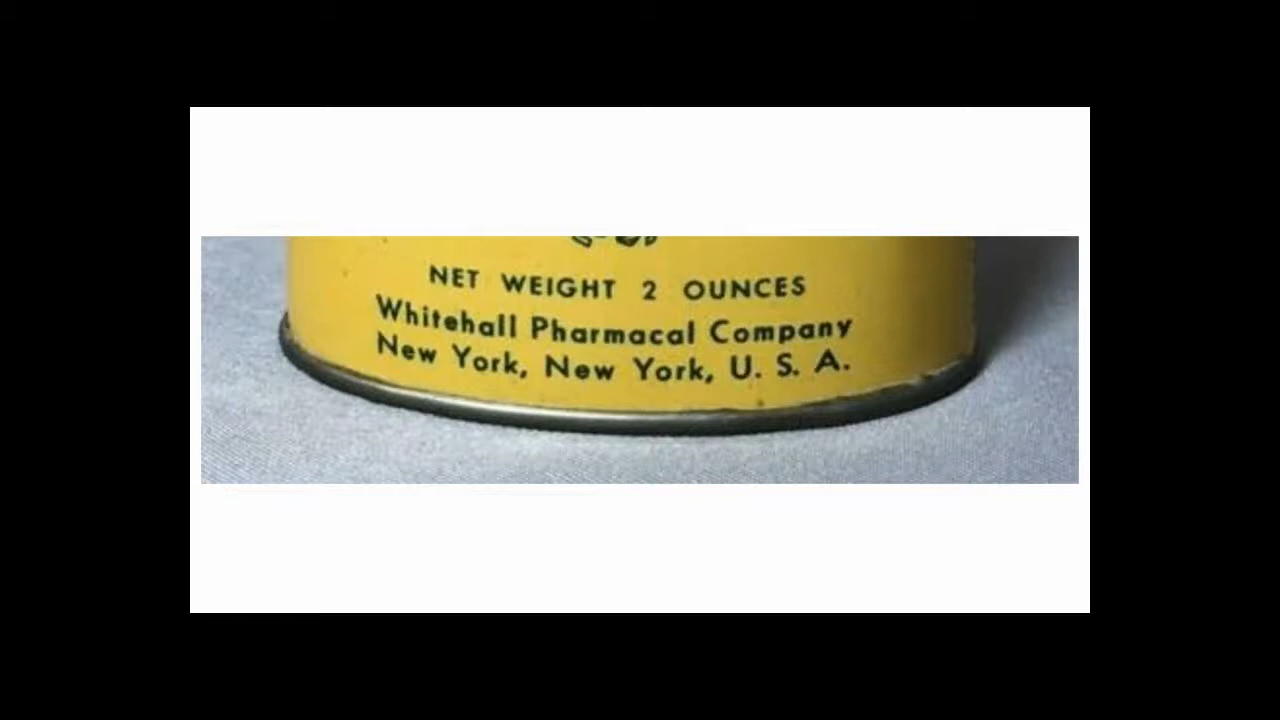 NET WEIGHT 2 OUNCES
Whitehall Pharmacal Company
New York, New York, U. S. A.